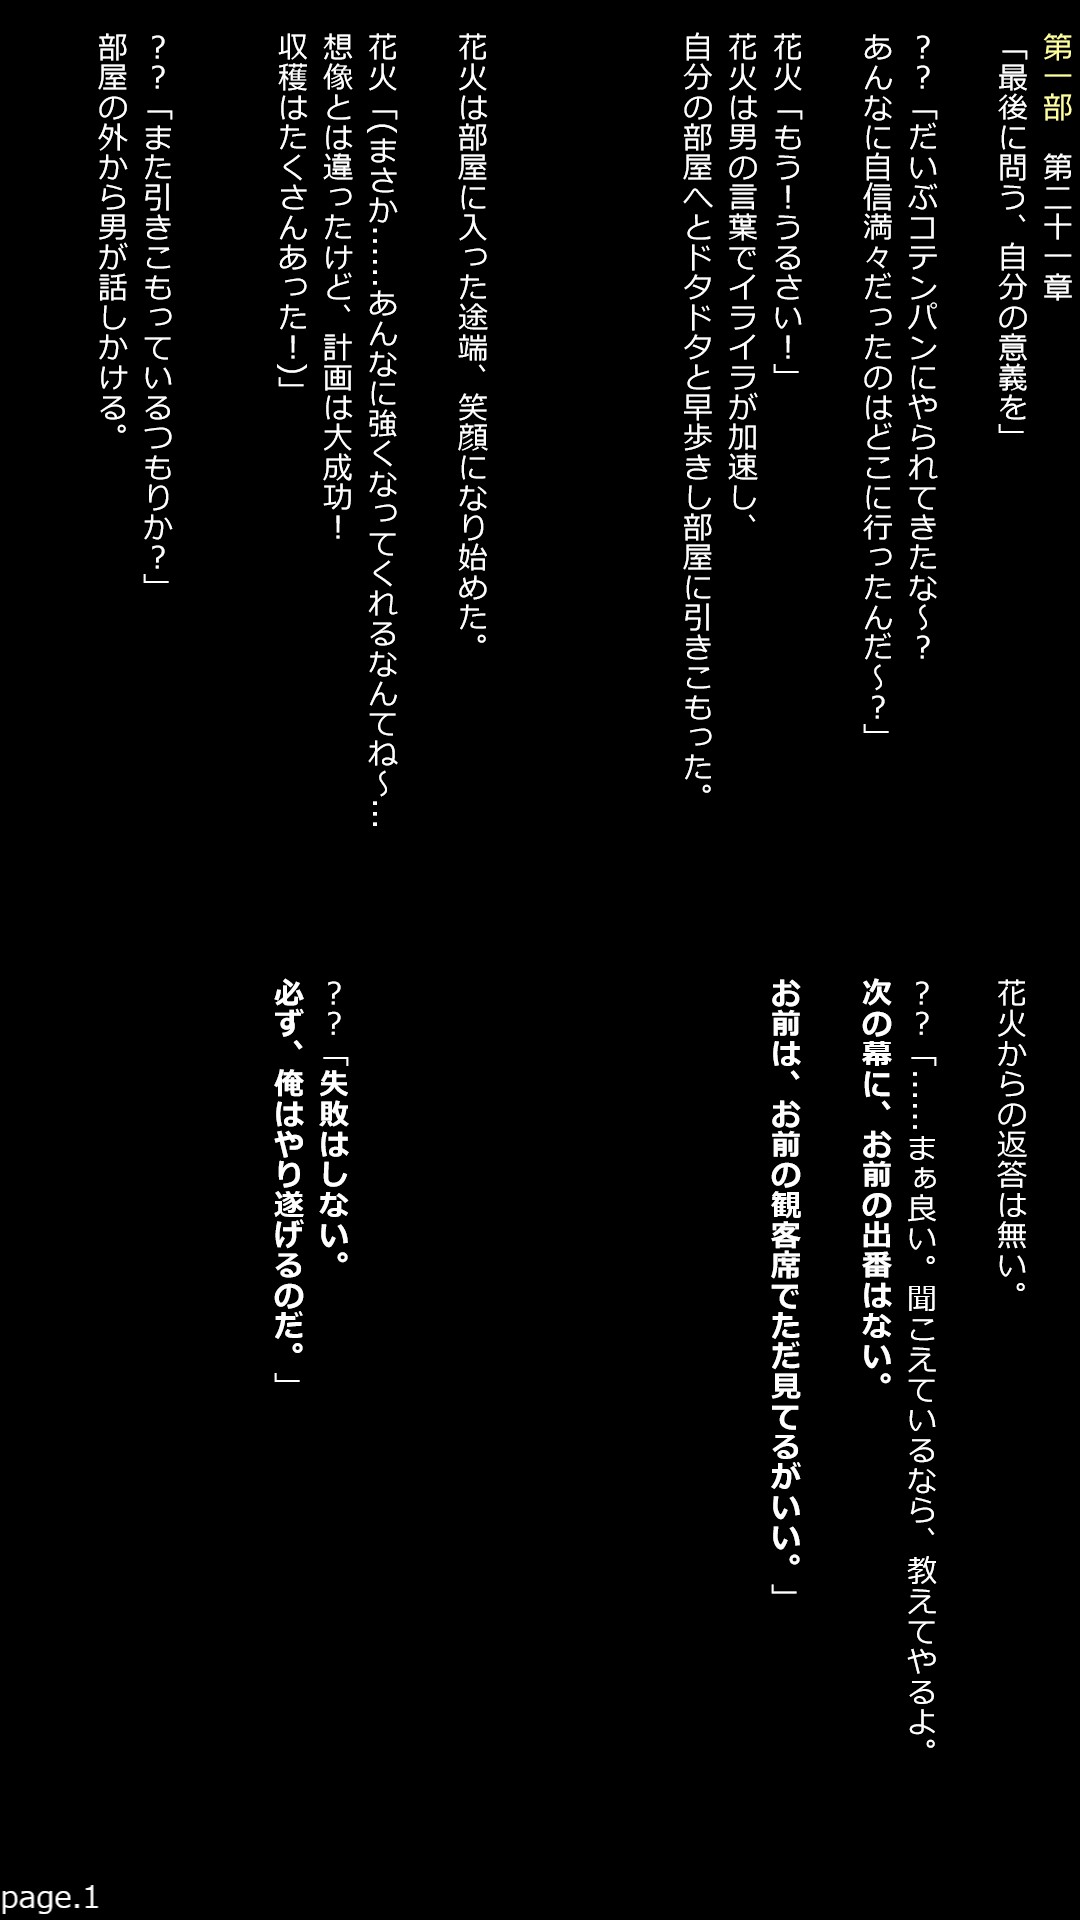 第一部　第二十一章
「最後に問う、自分の意義を」
？？「だいぶコテンパンにやられてきたな～？
あんなに自信満々だったのはどこに行ったんだ～？」
花火「もう！うるさい！」
花火は男の言葉でイライラが加速し、
自分の部屋へとドタドタと早歩きし部屋に引きこもった。
花火は部屋に入った途端、笑顔になり始めた。
花火「(まさか……あんなに強くなってくれるなんてね～…
想像とは違ったけど、計画は大成功！
収穫はたくさんあった！)」
？？「また引きこもっているつもりか？」
部屋の外から男が話しかける。
花火からの返答は無い。
？？「……まぁ良い。聞こえているなら、教えてやるよ。
次の幕に、お前の出番はない。
お前は、お前の観客席でただ見てるがいい。」
？？「失敗はしない。
必ず、俺はやり遂げるのだ。」
page.1